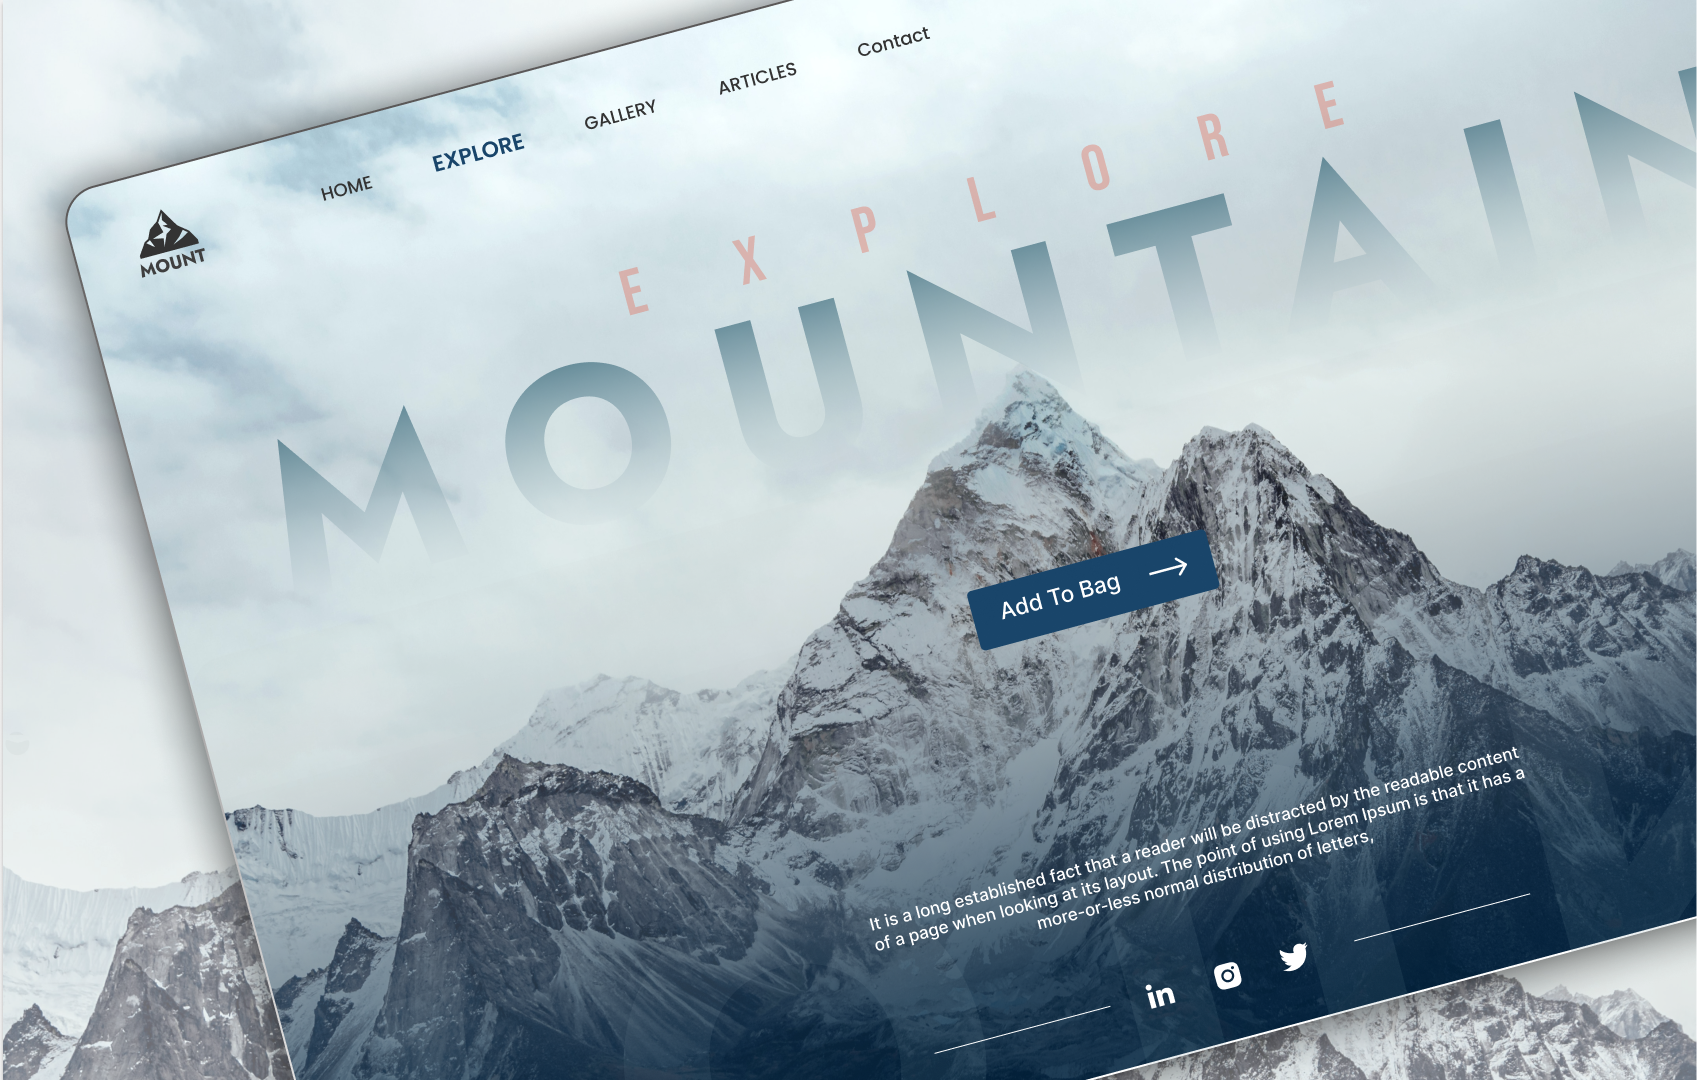 HOME
EXPLORE
GALLERY
ARTICLES
Contact
MOUNT
EXPLORE
MOUNTAIN
Add To Bag
It is a long established fact that a reader will be distracted by the readable content
of a page when looking at its layout. The point of using Lorem Ipsum is that it has a
more-or-less normal distribution of letters,
in